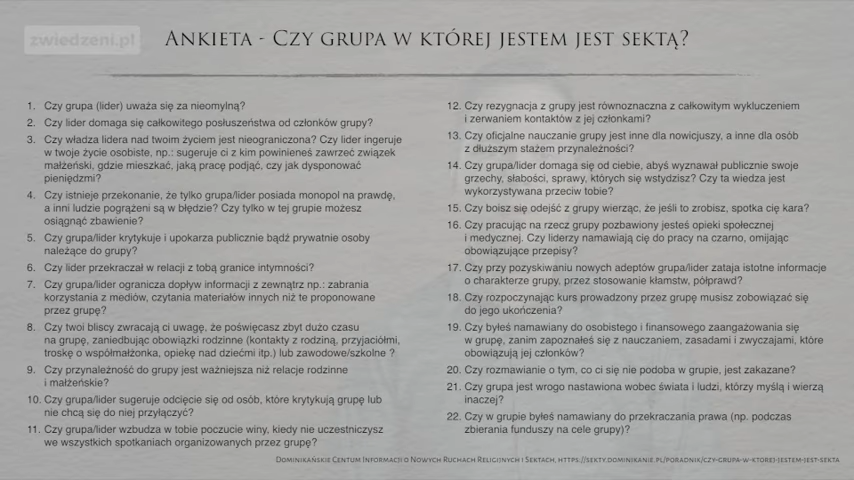 zwiedzeni.pl
Ankieta - Czy grupa w której jestem jest sektą?
1. Czy grupa (lider) uważa się za nieomylną?
2. Czy lider domaga się całkowitego posłuszeństwa od członków grupy?
3. Czy władza lidera nad twoim życiem jest nieograniczona? Czy lider ingeruje
w twoje życie osobiste, np.: sugeruje ci z kim powinieneś zawrzeć związek
małżeński, gdzie mieszkać, jaką pracę podjąć, czy jak dysponować
pieniędzmi?
4. Czy istnieje przekonanie, że tylko grupa/lider posiada monopol na prawdę,
a inni ludzie pogrążeni są w błędzie? Czy tylko w tej grupie możesz
osiągnąć zbawienie?
5. Czy grupa/lider krytykuje i upokarza publicznie bądź prywatnie osoby
należące do grupy?
6. Czy lider przekraczał w relacji z tobą granice intymności?
7. Czy grupa/lider ogranicza dopływ informacji z zewnątrz np.: zabrania
korzystania z mediów, czytania materiałów innych niż te proponowane
przez grupę?
8. Czy twoi bliscy zwracają ci uwagę, że poświęcasz zbyt dużo czasu
na grupę, zaniedbując obowiązki rodzinne (kontakty z rodziną, przyjaciółmi,
troskę o współmałżonka, opiekę nad dziećmi itp.) lub zawodowe/szkolne ?
9. Czy przynależność do grupy jest ważniejsza niż relacje rodzinne
i małżeńskie?
10. Czy grupa/lider sugeruje odcięcie się od osób, które krytykują grupę lub
nie chcą się do niej przyłączyć?
11. Czy grupa/lider wzbudza w tobie poczucie winy, kiedy nie uczestniczysz
we wszystkich spotkaniach organizowanych przez grupę?
12. Czy rezygnacja z grupy jest równoznaczna z całkowitym wykluczeniem
i zerwaniem kontaktów z jej członkami?
13. Czy oficjalne nauczanie grupy jest inne dla nowicjuszy, a inne dla osób
z dłuższym stażem przynależności?
14. Czy grupa/lider domaga się od ciebie, abyś wyznawał publicznie swoje
grzechy, słabości, sprawy, których się wstydzisz? Czy ta wiedza jest
wykorzystywana przeciw tobie?
15. Czy boisz się odejść z grupy wierząc, że jeśli to zrobisz, spotka cię kara?
16. Czy pracując na rzecz grupy pozbawiony jesteś opieki społecznej
i medycznej. Czy liderzy namawiają cię do pracy na czarno, omijając
obowiązujące przepisy?
17. Czy przy pozyskiwaniu nowych adeptów grupa/lider zataja istotne informacje
o charakterze grupy, przez stosowanie kłamstw, półprawd?
18. Czy rozpoczynając kurs prowadzony przez grupę musisz zobowiązać się
do jego ukończenia?
19. Czy byłeś namawiany do osobistego i finansowego zaangażowania się
w grupę, zanim zapoznałeś się z nauczaniem, zasadami i zwyczajami, które
obowiązują jej członków?
20. Czy rozmawianie o tym, co ci się nie podoba w grupie, jest zakazane?
21. Czy grupa jest wrogo nastawiona wobec świata i ludzi, którzy myślą i wierzą
inaczej?
22. Czy w grupie byłeś namawiany do przekraczania prawa (np. podczas
zbierania funduszy na cele grupy)?
Dominikańskie Centum Informacji o Nowych Ruchach Religijnych i Sektach, https://sekty.dominikanie.pl/poradnik/czy-grupa-w-ktorej-jestem-jest-sekta